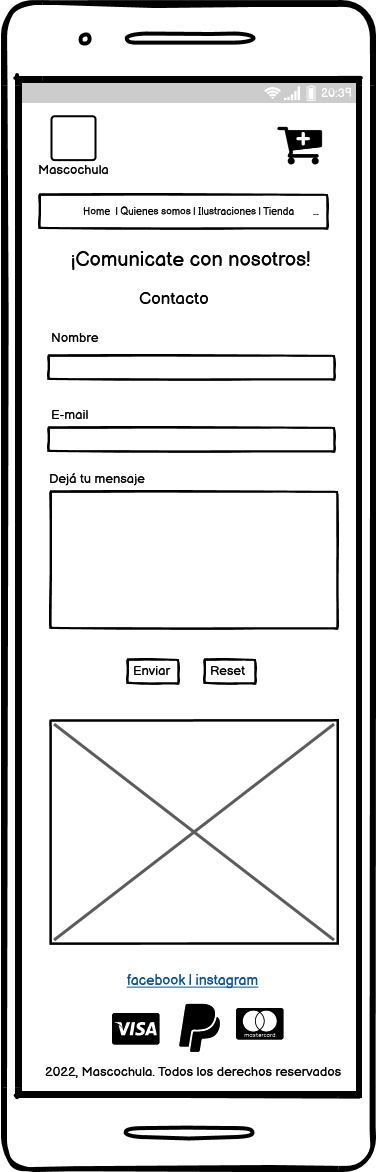 20:39
Mascochula
Home | Quienes somos | Ilustraciones | Tienda ...
¡Comunicate con nosotros!
Contacto
Nombre
E-mail
Dejá tu mensaje
Enviar Reset
facebook | instagram
VISA mastercard
2022, Mascochula. Todos los derechos reservados